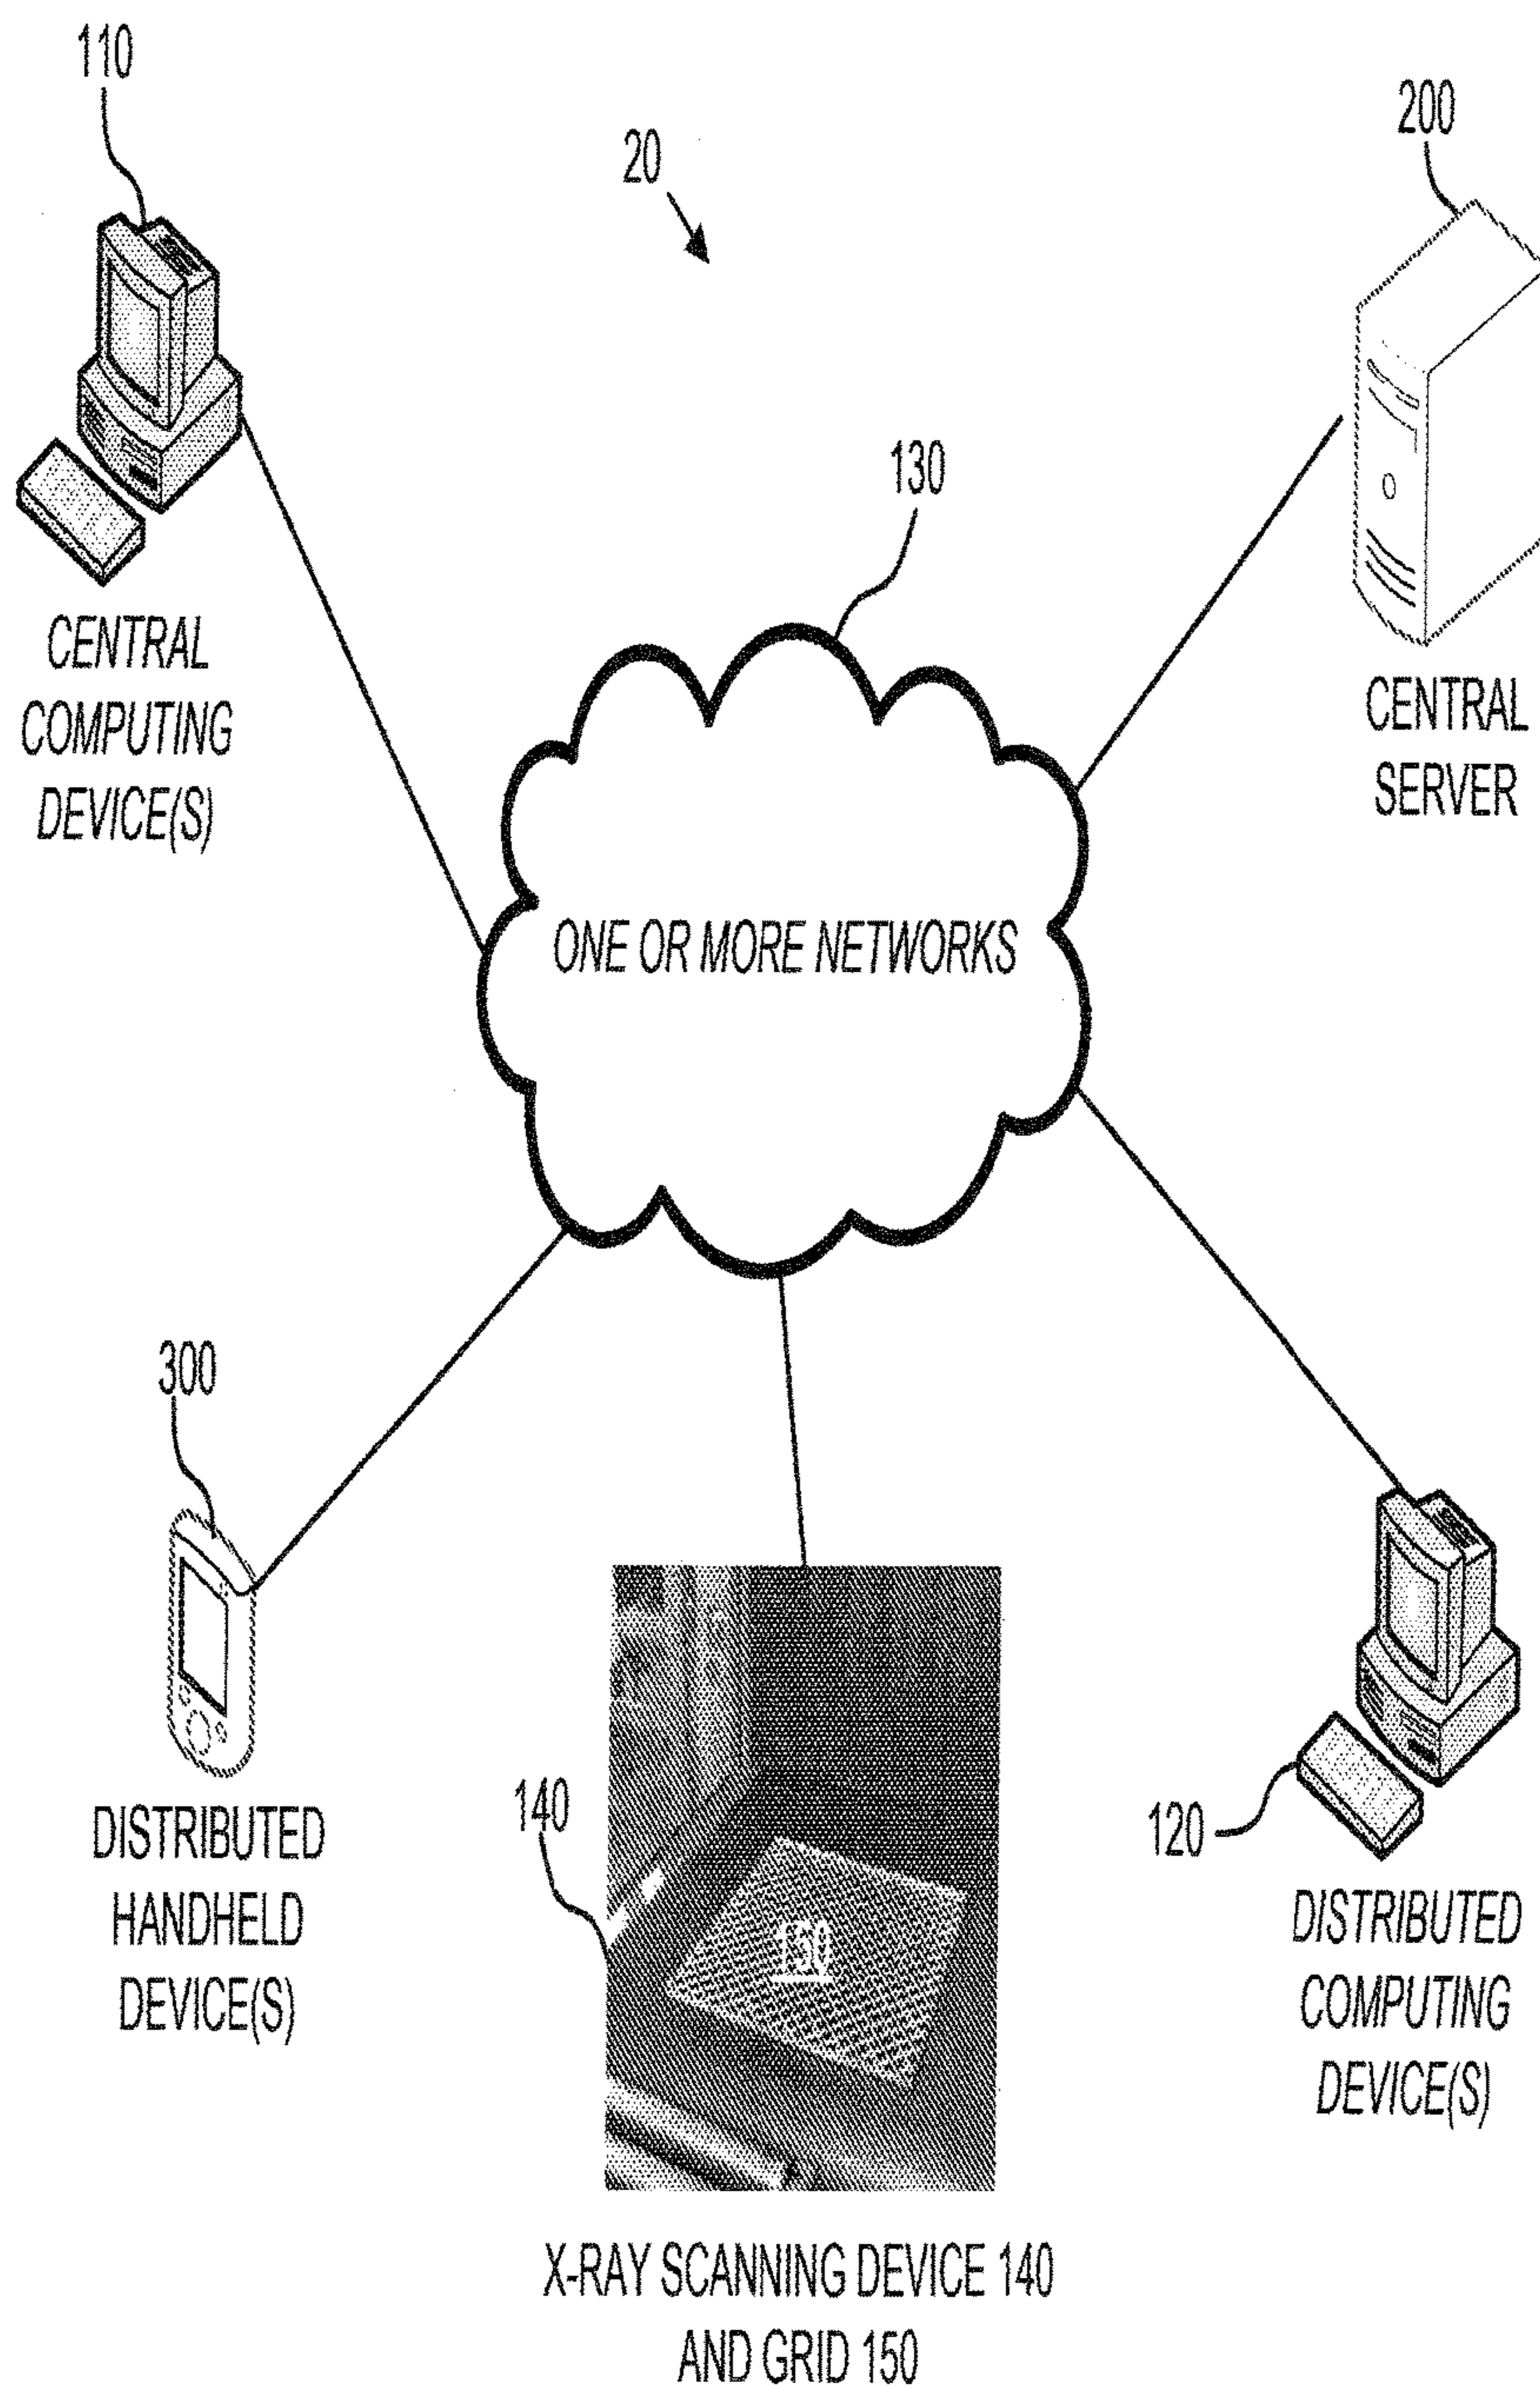 110
20
200
CENTRAL
COMPUTING
DEVICE(S)
130
CENTRAL
SERVER
ONE OR MORE NETWORKS
300
DISTRIBUTED
HANDHELD
DEVICE(S)
140
150
120
DISTRIBUTED
COMPUTING
DEVICE(S)
X-RAY SCANNING DEVICE 140
AND GRID 150